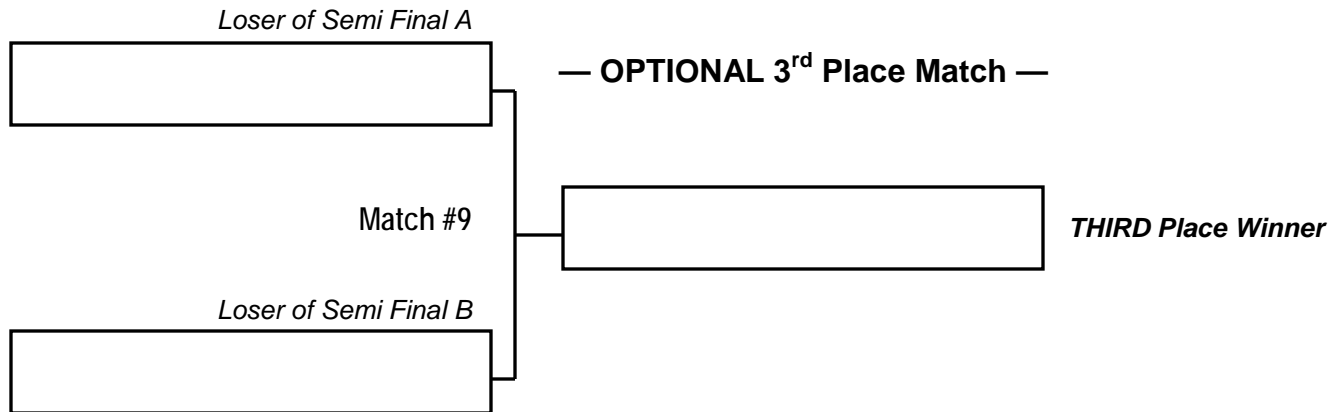 Loser of Semi Final A
— OPTIONAL 3rd Place Match —
Match #9
THIRD Place Winner
Loser of Semi Final B